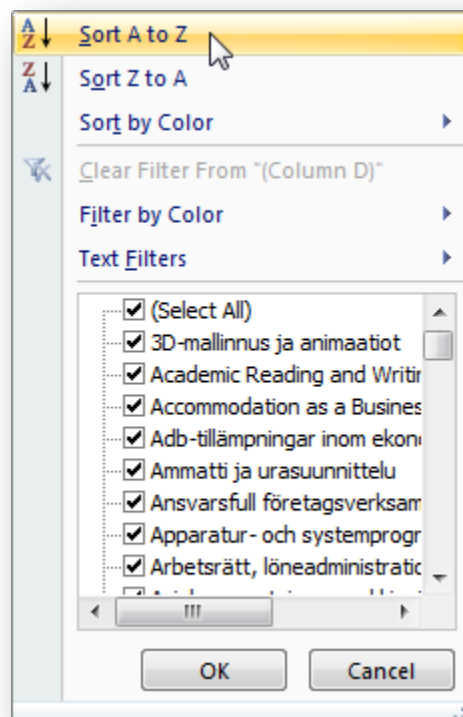 Sort A to Z
Sort Z to A
Sort by Color
Clear Filter From "(Column D)"
Filter by Color
Text Filters
(Select All)
3D-mallinnus ja animaatiot
Academic Reading and Writin
Accommodation as a Busines
Adb-tillämpningar inom ekon
Ammatti ja urasuunnittelu
Ansvarsfull företagsverksam
Apparatur- och systemprogr
Arbetsrätt, löneadministratio
OK Cancel